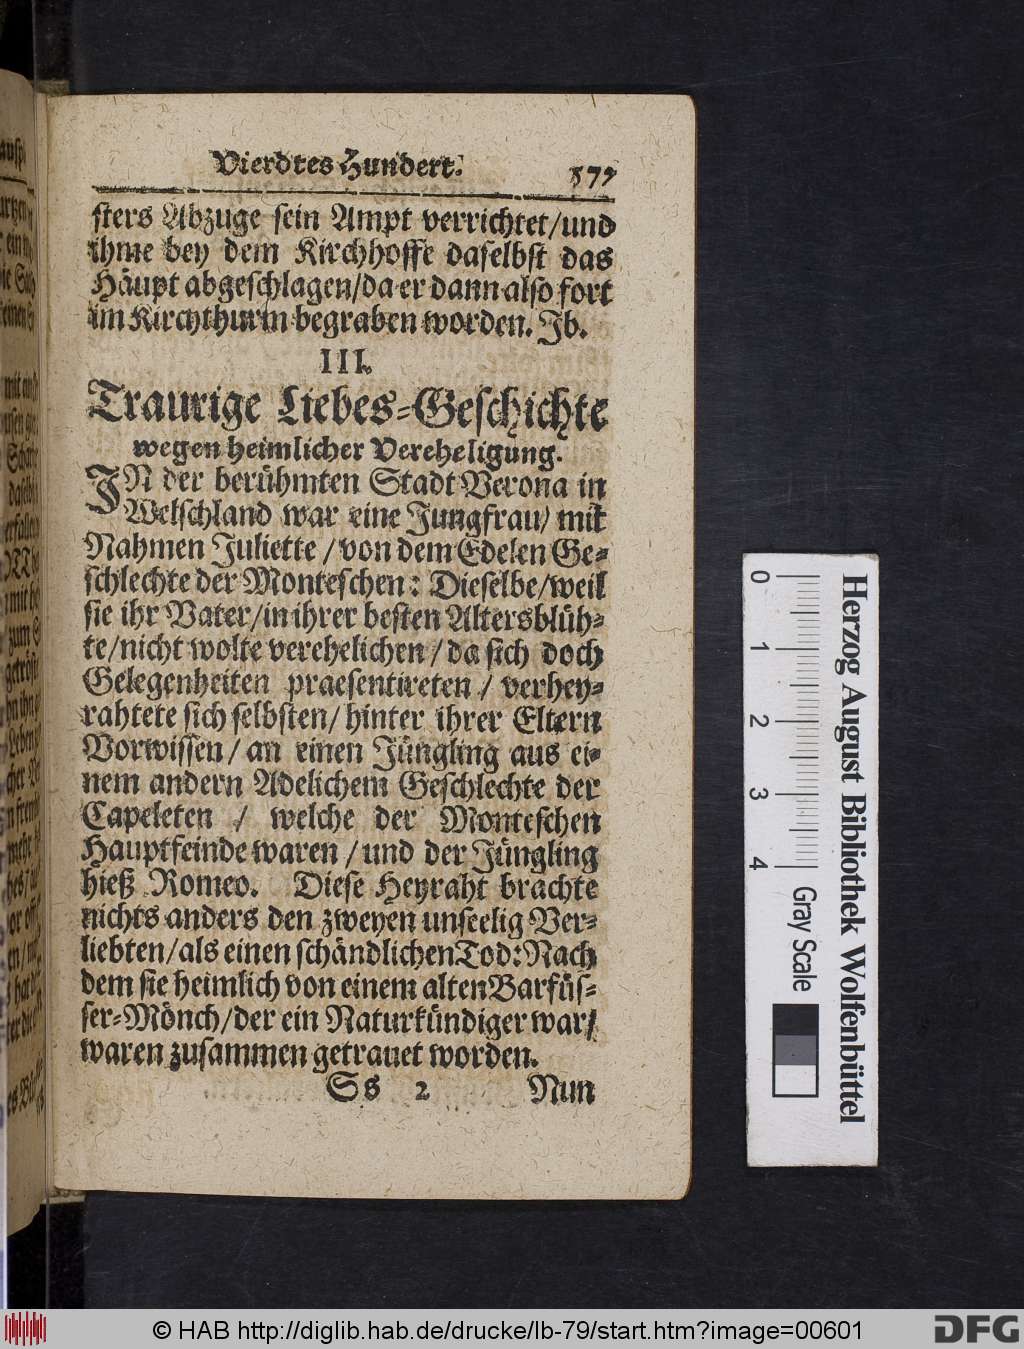 Vierdtes Hundert. 577
sters Abzuge sein Ampt verrichtet/und
ihme bey dem Kirchhoffe daselbst das
Häupt abgeschlagen/da er dann also fort
im Kirchthurm begraben worden. Ib.
III.
Traurige Liebes-Geschichte
wegen heimlicher Vereheligung.
IN der berühmten Stadt Verona in
Welschland war eine Jungfrau/ mit
Nahmen Juliette / von dem Edelen Ge-
schlechte der Monteschen: Dieselbe/weil
sie ihr Vater/in ihrer besten Altersblüh-
te/nicht wolte verehelichen / da sich doch
Gelegenheiten praesentireten / verhey-
rahtete sich selbsten/ hinter ihrer Eltern
Vorwissen/ an einen Jüngling aus ei-
nem andern Adelichem Geschlechte der
Capeleten / welche der Monteschen
Hauptfeinde waren / und der Jüngling
hieß Romeo. Diese Heyraht brachte
nichts anders den zweyen unseelig Ver-
liebten/als einen schändlichen Tod: Nach
dem sie heimlich von einem alten Barfüs-
ser-Mönch/der ein Naturkündiger war/
waren zusammen getrauet worden.
Ss 2 Nun
Herzog August Bibliothek Wolfenbüttel
0 1 2 3 4
Gray Scale
© HAB http://diglib.hab.de/drucke/lb-79/start.htm?image=00601
DFG